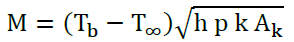 M = (T_b − T_∞)√(h p k A_k)